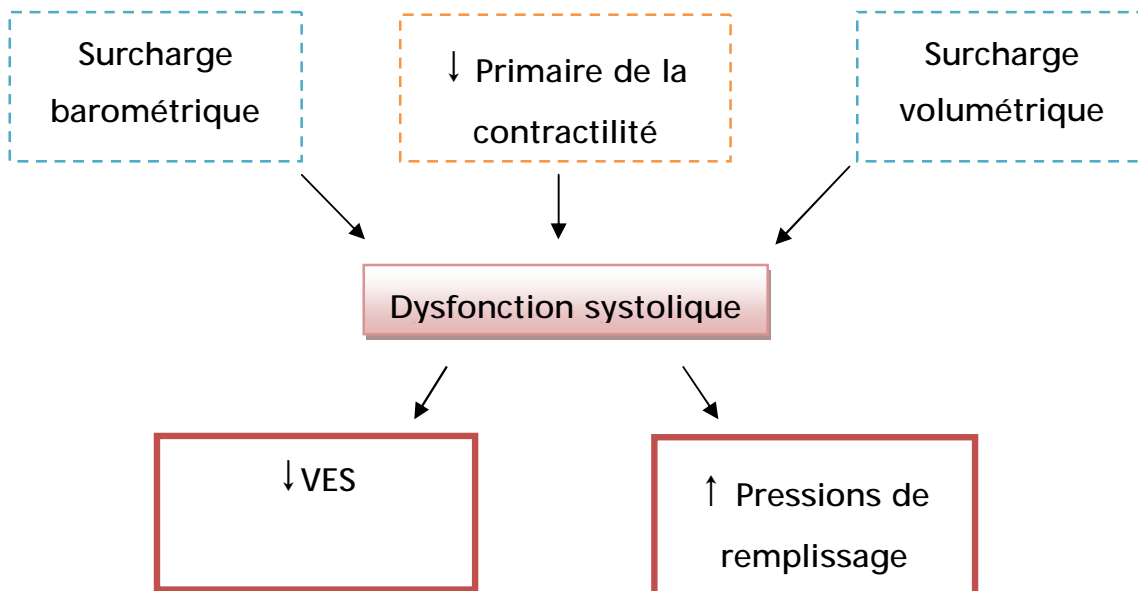 Surcharge
barométrique
↓ Primaire de la
contractilité
Surcharge
volumétrique
Dysfonction systolique
↓VES
↑ Pressions de
remplissage